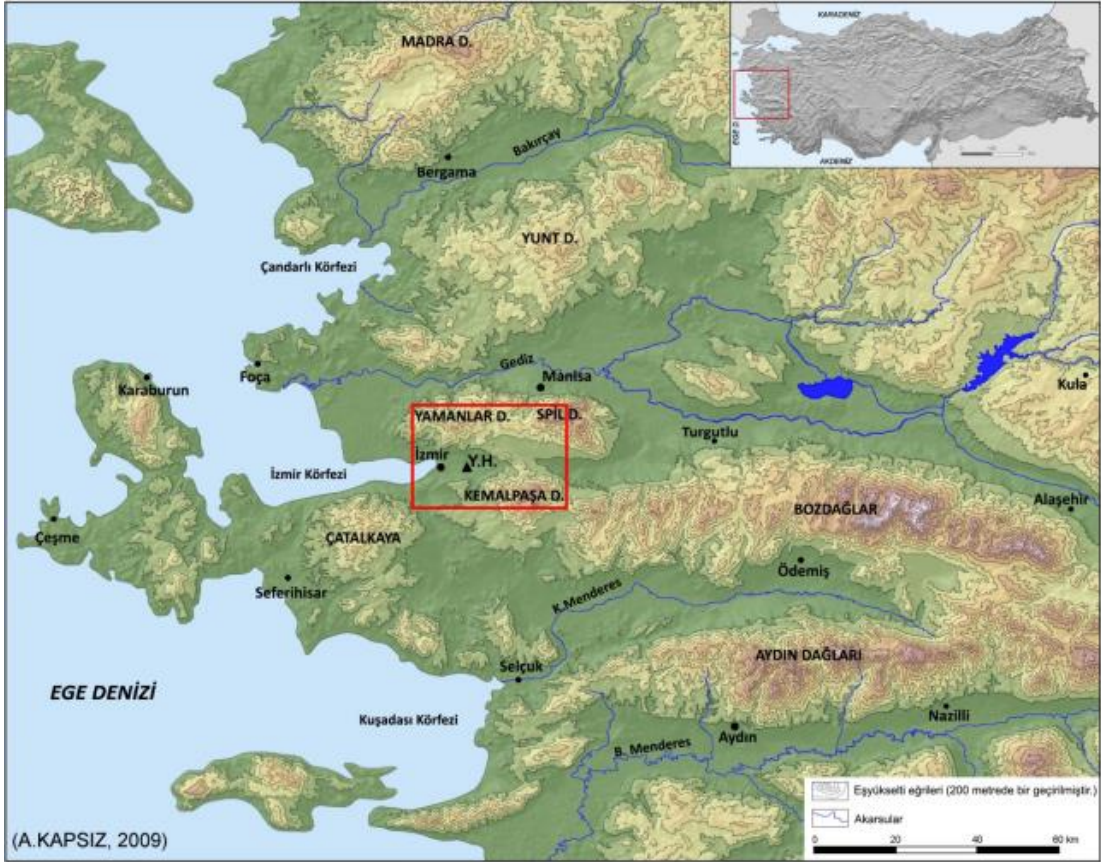 KARADENİZ
EGE D.
AKDENİZ
MADRA D.
Bakırçay
Bergama
YUNT D.
Çandarlı Körfezi
Gediz
Foça
Manisa
Karaburun
Kula
YAMANLAR D.
SPİL D.
Turgutlu
İzmir
Y.H.
İzmir Körfezi
KEMALPAŞA D.
Alaşehir
BOZDAĞLAR
Çeşme
ÇATALKAYA
Ödemiş
Seferihisar
K.Menderes
AYDIN DAĞLARI
Selçuk
EGE DENİZİ
Kuşadası Körfezi
Nazilli
Aydın
B. Menderes
Eşyükselti eğrileri (200 metrede bir geçirilmiştir.)
Akarsular
0 20 40 60 km
(A.KAPSIZ, 2009)